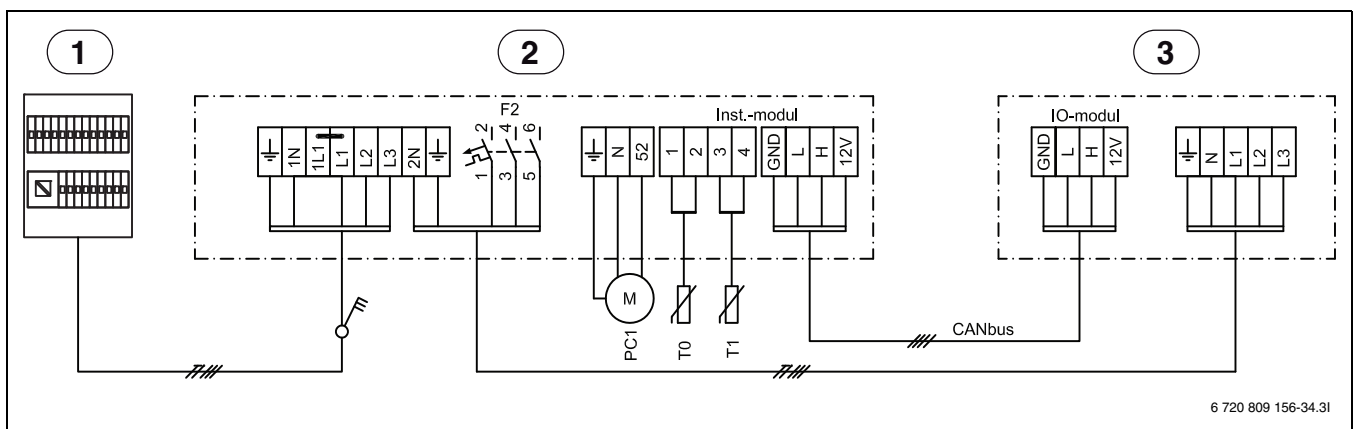 1
2
3
F2
2 4 6
1 3 5
1N 1L1 L1 L2 L3 2N
N 52
Inst.-modul
1 2 3 4
GND L H 12V
IO-modul
GND L H 12V
N L1 L2 L3
M
PC1
T0
T1
CANbus
6 720 809 156-34.3I